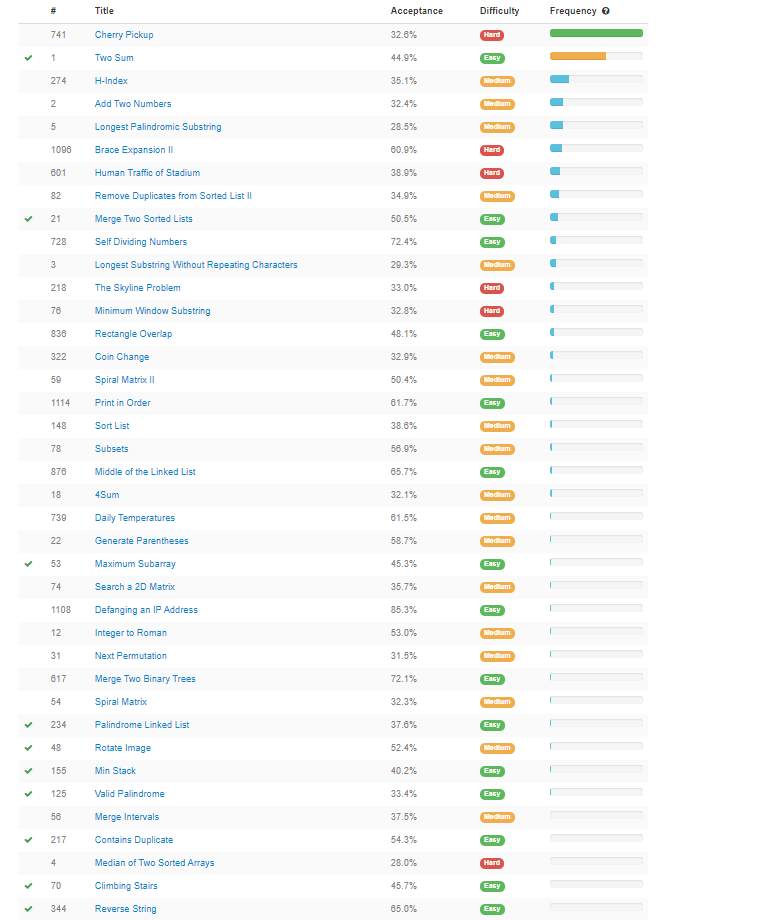 # Title Acceptance Difficulty Frequency
741 Cherry Pickup 32.6% Hard
1 Two Sum 44.9% Easy
274 H-Index 35.1% Medium
2 Add Two Numbers 32.4% Medium
5 Longest Palindromic Substring 28.5% Medium
1096 Brace Expansion II 60.9% Hard
601 Human Traffic of Stadium 38.9% Hard
82 Remove Duplicates from Sorted List II 34.9% Medium
21 Merge Two Sorted Lists 50.5% Easy
728 Self Dividing Numbers 72.4% Easy
3 Longest Substring Without Repeating Characters 29.3% Medium
218 The Skyline Problem 33.0% Hard
76 Minimum Window Substring 32.8% Hard
836 Rectangle Overlap 48.1% Easy
322 Coin Change 32.9% Medium
59 Spiral Matrix II 50.4% Medium
1114 Print in Order 61.7% Easy
148 Sort List 38.6% Medium
78 Subsets 56.9% Medium
876 Middle of the Linked List 65.7% Easy
18 4Sum 32.1% Medium
739 Daily Temperatures 61.5% Medium
22 Generate Parentheses 58.7% Medium
53 Maximum Subarray 45.3% Easy
74 Search a 2D Matrix 35.7% Medium
1108 Defanging an IP Address 85.3% Easy
12 Integer to Roman 53.0% Medium
31 Next Permutation 31.5% Medium
617 Merge Two Binary Trees 72.1% Easy
54 Spiral Matrix 32.3% Medium
234 Palindrome Linked List 37.6% Easy
48 Rotate Image 52.4% Medium
155 Min Stack 40.2% Easy
125 Valid Palindrome 33.4% Easy
56 Merge Intervals 37.5% Medium
217 Contains Duplicate 54.3% Easy
4 Median of Two Sorted Arrays 28.0% Hard
70 Climbing Stairs 45.7% Easy
344 Reverse String 65.0% Easy